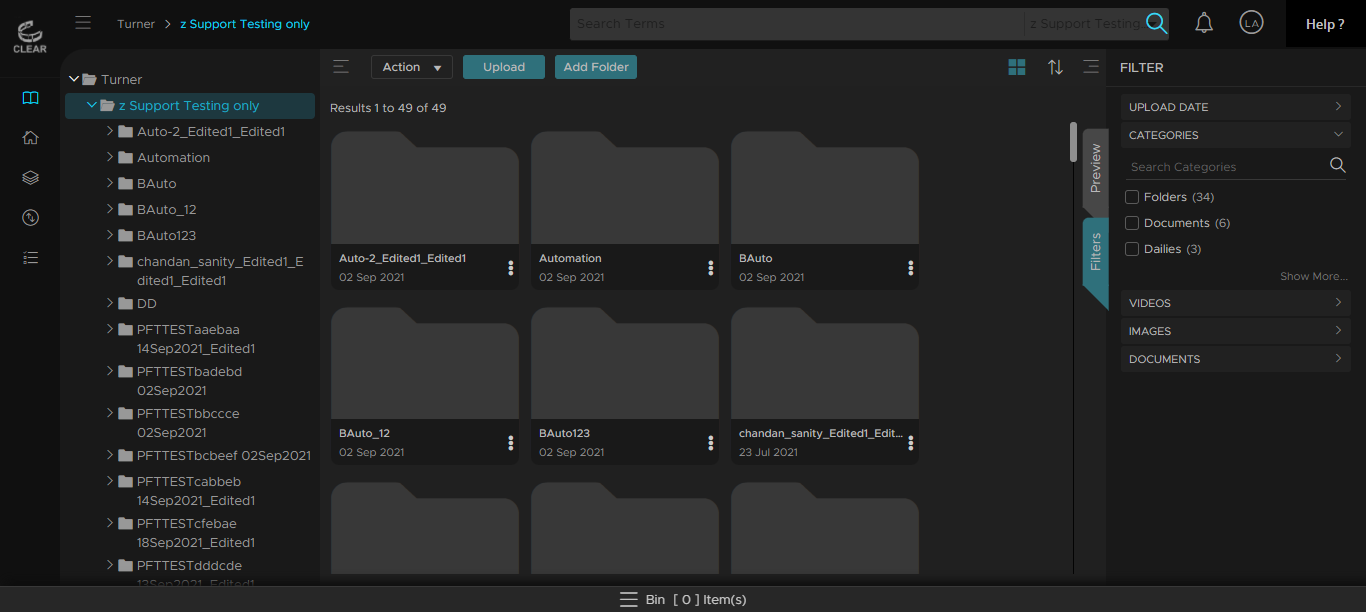 CLEAR
Turner > z Support Testing only
Search Terms
z Support Testing
LA
Help ?
Turner
z Support Testing only
Auto-2_Edited1_Edited1
Automation
BAuto
BAuto_12
BAuto123
chandan_sanity_Edited1_E
dited1_Edited1
DD
PFTTESTaaebaa
14Sep2021_Edited1
PFTTESTbadebd
02Sep2021
PFTTESTbbccce
02Sep2021
PFTTESTbcbeef 02Sep2021
PFTTESTcabbeb
14Sep2021_Edited1
PFTTESTcfebae
18Sep2021_Edited1
PFTTESTdddcde
13Sep2021_Edited1
Action
Upload
Add Folder
Results 1 to 49 of 49
Auto-2_Edited1_Edited1
02 Sep 2021
Automation
02 Sep 2021
BAuto
02 Sep 2021
BAuto_12
02 Sep 2021
BAuto123
02 Sep 2021
chandan_sanity_Edited1_Edit...
23 Jul 2021
Preview
Filters
FILTER
UPLOAD DATE
CATEGORIES
Search Categories
Folders (34)
Documents (6)
Dailies (3)
Show More...
VIDEOS
IMAGES
DOCUMENTS
Bin [ 0 ] Item(s)